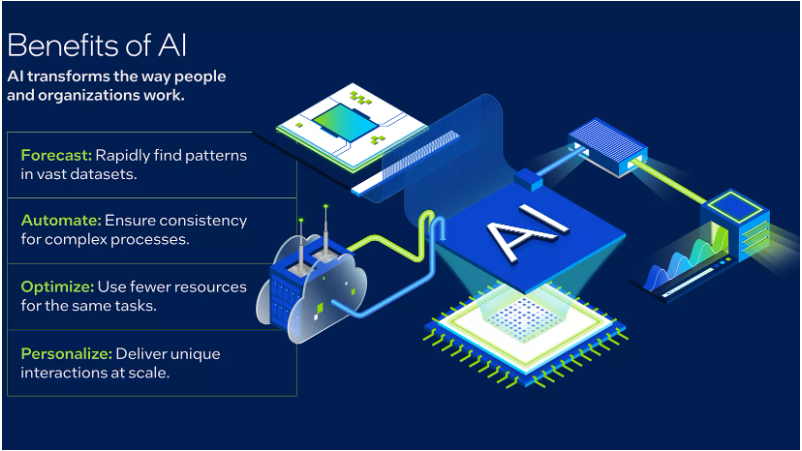 Benefits of AI
AI transforms the way people
and organizations work.
Forecast: Rapidly find patterns
in vast datasets.
Automate: Ensure consistency
for complex processes.
Optimize: Use fewer resources
for the same tasks.
Personalize: Deliver unique
interactions at scale.
AI